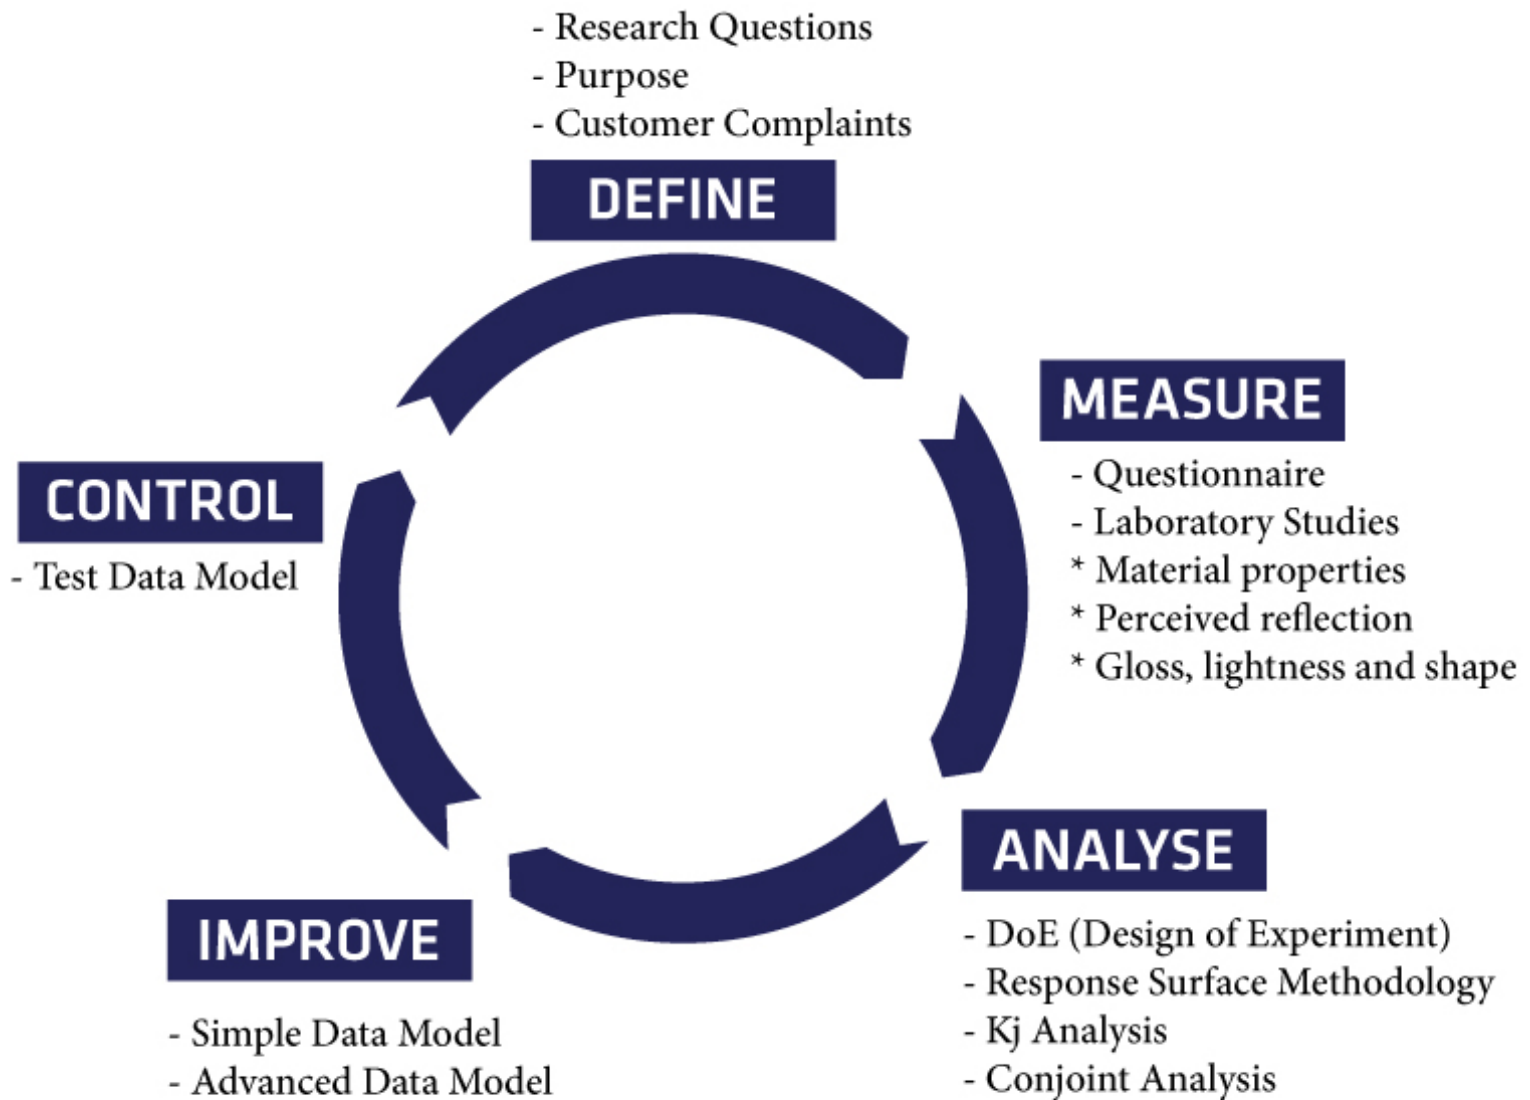 - Research Questions
- Purpose
- Customer Complaints
DEFINE
MEASURE
- Questionnaire
- Laboratory Studies
* Material properties
* Perceived reflection
* Gloss, lightness and shape
ANALYSE
- DoE (Design of Experiment)
- Response Surface Methodology
- Kj Analysis
- Conjoint Analysis
IMPROVE
- Simple Data Model
- Advanced Data Model
CONTROL
- Test Data Model